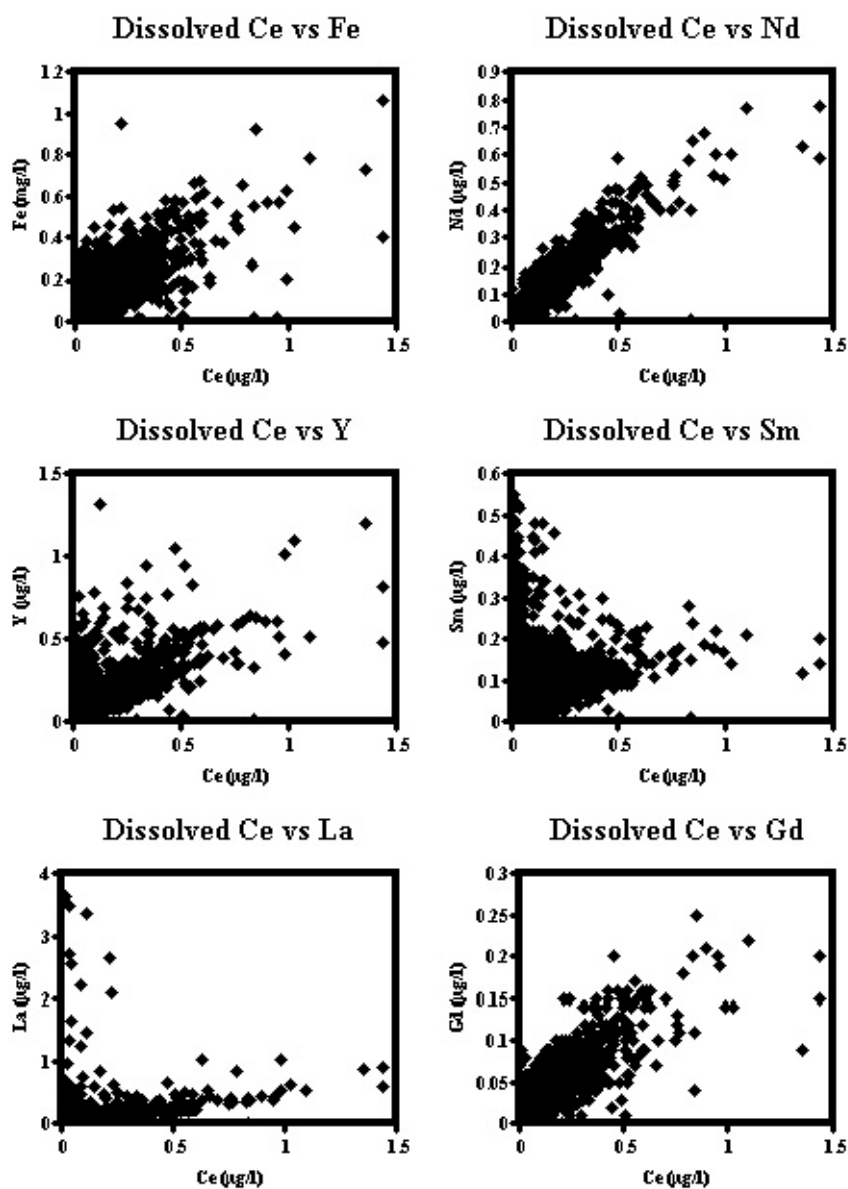 Dissolved Ce vs Fe
1.2
1
0.8
0.6
0.4
0.2
0
Fe (mg/l)
0 0.5 1 1.5
Ce (µg/l)
Dissolved Ce vs Nd
0.9
0.8
0.7
0.6
0.5
0.4
0.3
0.2
0.1
0
Nd (µg/l)
0 0.5 1 1.5
Ce (µg/l)
Dissolved Ce vs Y
1.5
1
0.5
0
Y (µg/l)
0 0.5 1 1.5
Ce (µg/l)
Dissolved Ce vs Sm
0.6
0.5
0.4
0.3
0.2
0.1
0
Sm (µg/l)
0 0.5 1 1.5
Ce (µg/l)
Dissolved Ce vs La
4
3
2
1
0
La (µg/l)
0 0.5 1 1.5
Ce (µg/l)
Dissolved Ce vs Gd
0.3
0.25
0.2
0.15
0.1
0.05
0
Gd (µg/l)
0 0.5 1 1.5
Ce (µg/l)